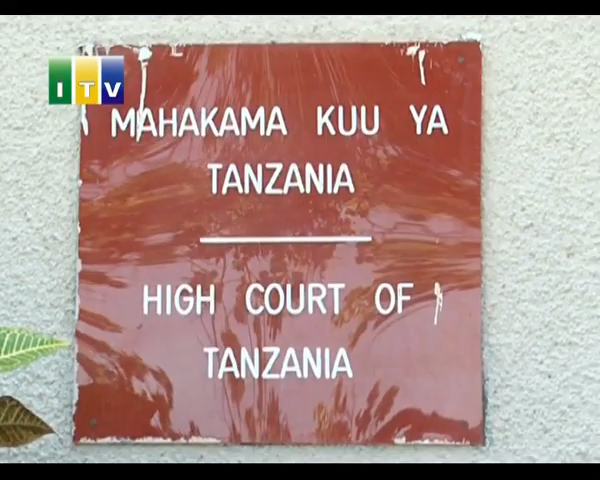 ITV
MAHAKAMA KUU YA
TANZANIA
HIGH COURT OF
TANZANIA